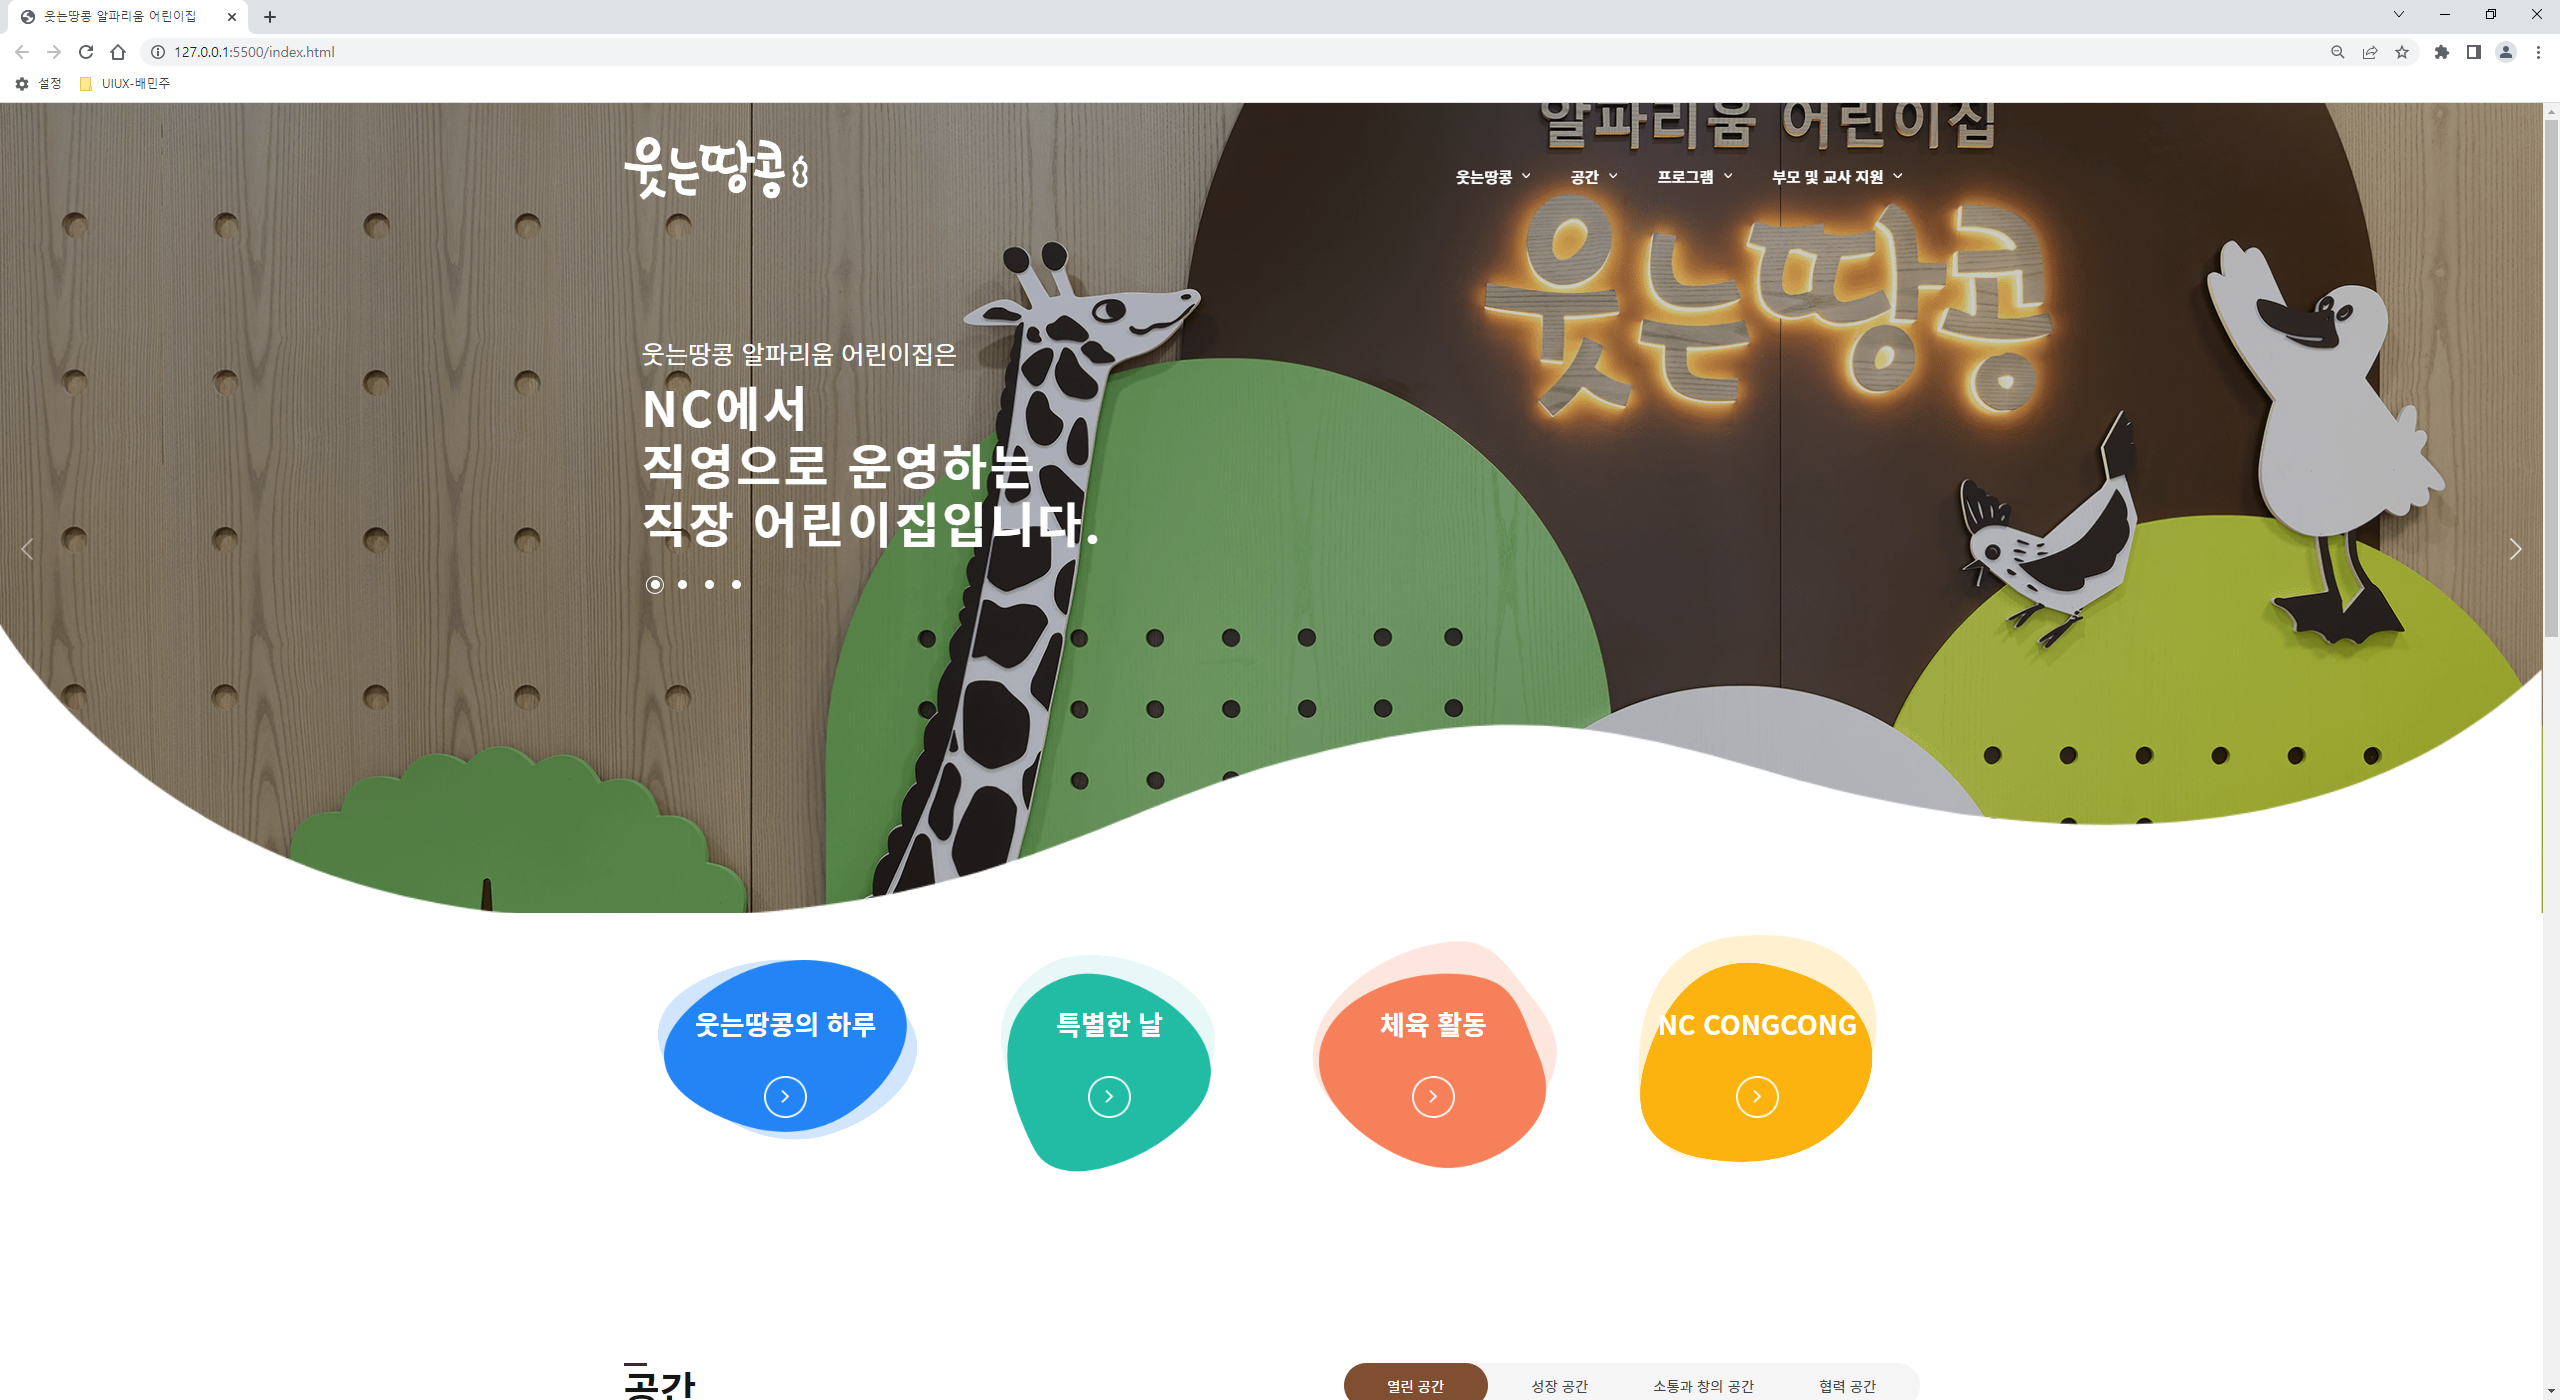 웃는땅콩 알파리움 어린이집
127.0.0.1:5500/index.html
설정
UIUX-배민주
알파리움 어린이집
웃는땅콩
웃는땅콩 공간 프로그램 부모 및 교사 지원
웃는땅콩
웃는땅콩 알파리움 어린이집은
NC에서
직영으로 운영하는
직장 어린이집입니다.
웃는땅콩의 하루
특별한 날
체육 활동
NC CONGCONG
공간
열린 공간 성장 공간 소통과 창의 공간 협력 공간